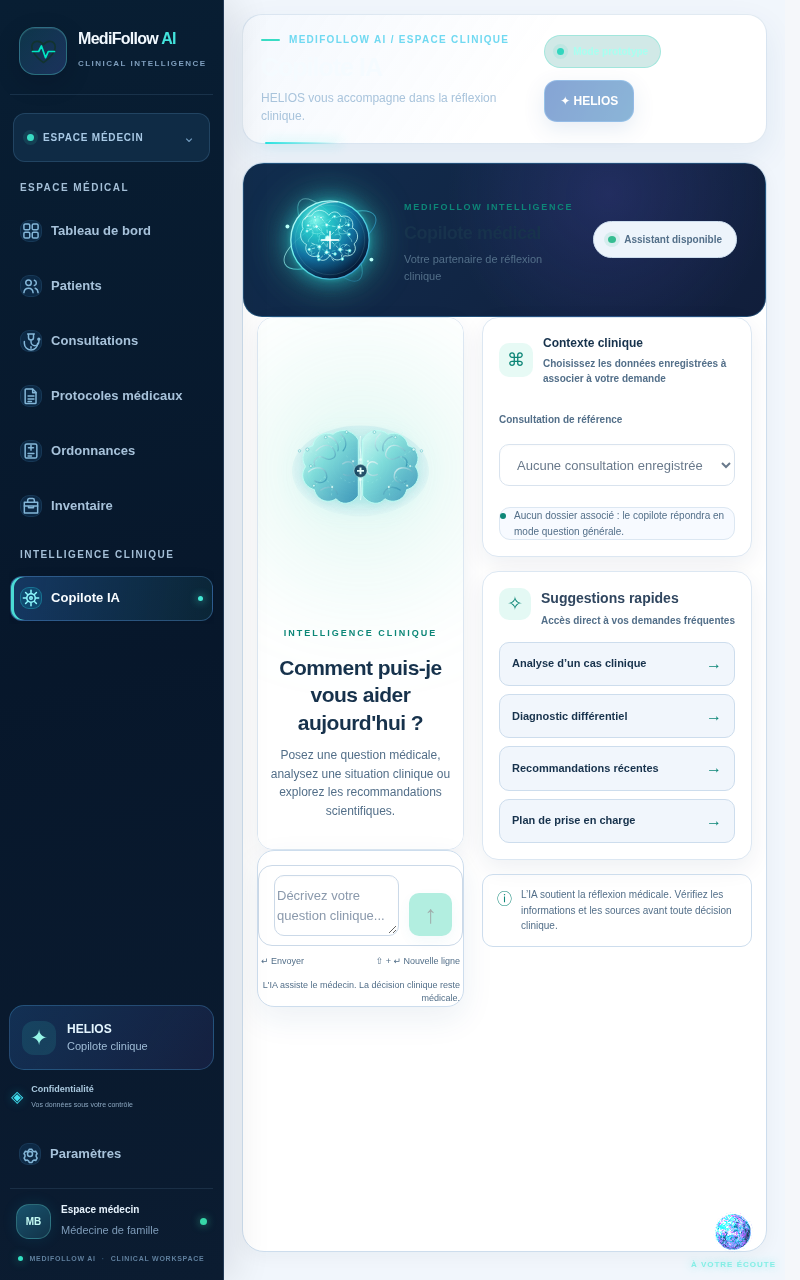 MediFollow AI
CLINICAL INTELLIGENCE
ESPACE MÉDECIN
ESPACE MÉDICAL
Tableau de bord
Patients
Consultations
Protocoles médicaux
Ordonnances
Inventaire
INTELLIGENCE CLINIQUE
Copilote IA
HELIOS
Copilote clinique
Confidentialité
Vos données sous votre contrôle
Paramètres
MB
Espace médecin
Médecine de famille
MEDIFOLLOW AI · CLINICAL WORKSPACE
MEDIFOLLOW AI / ESPACE CLINIQUE
HELIOS vous accompagne dans la réflexion
clinique.
✦ HELIOS
MEDIFOLLOW INTELLIGENCE
Copilote médical
Votre partenaire de réflexion
clinique
Assistant disponible
INTELLIGENCE CLINIQUE
Comment puis-je
vous aider
aujourd'hui ?
Posez une question médicale,
analysez une situation clinique ou
explorez les recommandations
scientifiques.
Décrivez votre
question clinique...
↑
↵ Envoyer
⇧ + ↵ Nouvelle ligne
L'IA assiste le médecin. La décision clinique reste
médicale.
⌘
Contexte clinique
Choisissez les données enregistrées à
associer à votre demande
Consultation de référence
Aucune consultation enregistrée
Aucun dossier associé : le copilote répondra en
mode question générale.
Suggestions rapides
Accès direct à vos demandes fréquentes
Analyse d'un cas clinique →
Diagnostic différentiel →
Recommandations récentes →
Plan de prise en charge →
L'IA soutient la réflexion médicale. Vérifiez les
informations et les sources avant toute décision
clinique.
À VOTRE ÉCOUTE